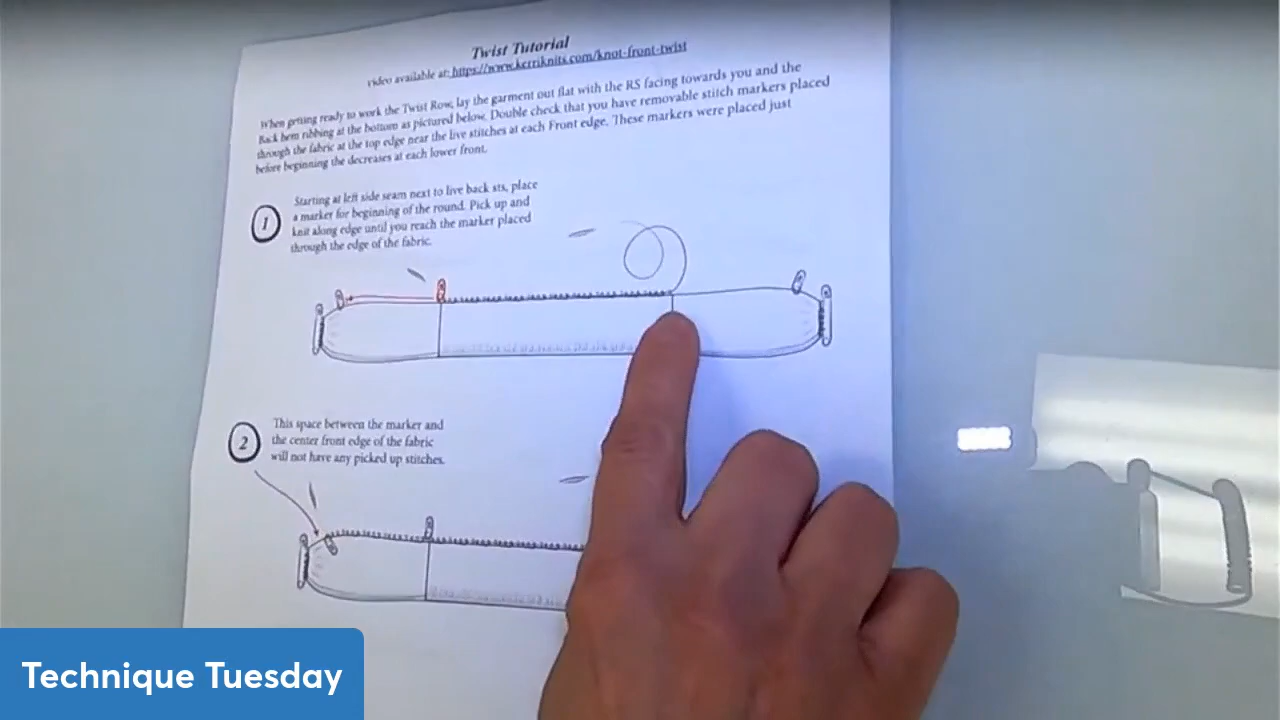 Twist Tutorial
video available at: https://www.kerriknits.com/knot-front-twist
When getting ready to work the Twist Row, lay the garment out flat with the RS facing towards you and the
Back hem ribbing at the bottom as pictured below. Double check that you have removable stitch markers placed
through the fabric at the top edge near the live stitches at each Front edge. These markers were placed just
before beginning the decreases at each lower front.
1
Starting at left side seam next to live back sts, place
a marker for beginning of the round. Pick up and
knit along edge until you reach the marker placed
through the edge of the fabric.
2
This space between the marker and
the center front edge of the fabric
will not have any picked up stitches.
Technique Tuesday